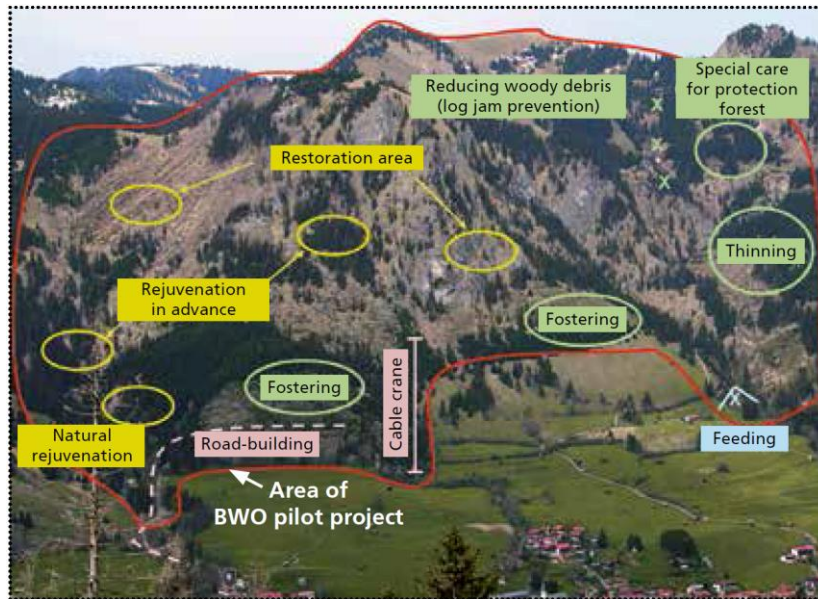 Reducing woody debris
(log jam prevention)
Special care
for protection
forest
Restoration area
Thinning
Rejuvenation
in advance
Fostering
Fostering
Cable crane
Natural
rejuvenation
Road-building
Feeding
Area of
BWO pilot project